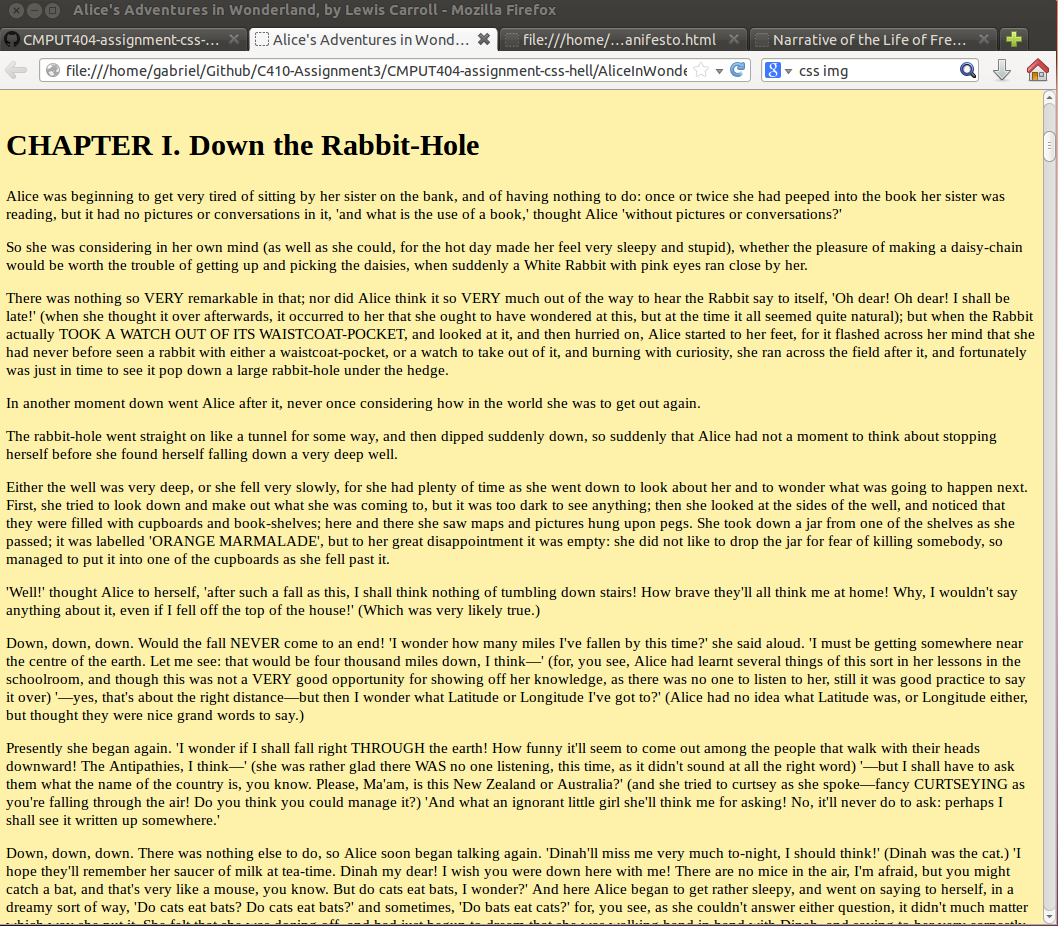 Alice's Adventures in Wonderland, by Lewis Carroll - Mozilla Firefox
CMPUT404-assignment-css-... Alice's Adventures in Wond... file:///home/...anifesto.html Narrative of the Life of Fre...
file:///home/gabriel/Github/C410-Assignment3/CMPUT404-assignment-css-hell/AliceInWonde 8 css img
CHAPTER I. Down the Rabbit-Hole
Alice was beginning to get very tired of sitting by her sister on the bank, and of having nothing to do: once or twice she had peeped into the book her sister was
reading, but it had no pictures or conversations in it, 'and what is the use of a book,' thought Alice 'without pictures or conversations?'
So she was considering in her own mind (as well as she could, for the hot day made her feel very sleepy and stupid), whether the pleasure of making a daisy-chain
would be worth the trouble of getting up and picking the daisies, when suddenly a White Rabbit with pink eyes ran close by her.
There was nothing so VERY remarkable in that; nor did Alice think it so VERY much out of the way to hear the Rabbit say to itself, 'Oh dear! Oh dear! I shall be
late!' (when she thought it over afterwards, it occurred to her that she ought to have wondered at this, but at the time it all seemed quite natural); but when the Rabbit
actually TOOK A WATCH OUT OF ITS WAISTCOAT-POCKET, and looked at it, and then hurried on, Alice started to her feet, for it flashed across her mind that she
had never before seen a rabbit with either a waistcoat-pocket, or a watch to take out of it, and burning with curiosity, she ran across the field after it, and fortunately
was just in time to see it pop down a large rabbit-hole under the hedge.
In another moment down went Alice after it, never once considering how in the world she was to get out again.
The rabbit-hole went straight on like a tunnel for some way, and then dipped suddenly down, so suddenly that Alice had not a moment to think about stopping
herself before she found herself falling down a very deep well.
Either the well was very deep, or she fell very slowly, for she had plenty of time as she went down to look about her and to wonder what was going to happen next.
First, she tried to look down and make out what she was coming to, but it was too dark to see anything; then she looked at the sides of the well, and noticed that
they were filled with cupboards and book-shelves; here and there she saw maps and pictures hung upon pegs. She took down a jar from one of the shelves as she
passed; it was labelled 'ORANGE MARMALADE', but to her great disappointment it was empty: she did not like to drop the jar for fear of killing somebody, so
managed to put it into one of the cupboards as she fell past it.
'Well!' thought Alice to herself, 'after such a fall as this, I shall think nothing of tumbling down stairs! How brave they'll all think me at home! Why, I wouldn't say
anything about it, even if I fell off the top of the house!' (Which was very likely true.)
Down, down, down. Would the fall NEVER come to an end! 'I wonder how many miles I've fallen by this time?' she said aloud. 'I must be getting somewhere near
the centre of the earth. Let me see: that would be four thousand miles down, I think—' (for, you see, Alice had learnt several things of this sort in her lessons in the
schoolroom, and though this was not a VERY good opportunity for showing off her knowledge, as there was no one to listen to her, still it was good practice to say
it over) '—yes, that's about the right distance—but then I wonder what Latitude or Longitude I've got to?' (Alice had no idea what Latitude was, or Longitude either,
but thought they were nice grand words to say.)
Presently she began again. 'I wonder if I shall fall right THROUGH the earth! How funny it'll seem to come out among the people that walk with their heads
downward! The Antipathies, I think—' (she was rather glad there WAS no one listening, this time, as it didn't sound at all the right word) '—but I shall have to ask
them what the name of the country is, you know. Please, Ma'am, is this New Zealand or Australia?' (and she tried to curtsey as she spoke—fancy CURTSEYING as
you're falling through the air! Do you think you could manage it?) 'And what an ignorant little girl she'll think me for asking! No, it'll never do to ask: perhaps I
shall see it written up somewhere.'
Down, down, down. There was nothing else to do, so Alice soon began talking again. 'Dinah'll miss me very much to-night, I should think!' (Dinah was the cat.) 'I
hope they'll remember her saucer of milk at tea-time. Dinah my dear! I wish you were down here with me! There are no mice in the air, I'm afraid, but you might
catch a bat, and that's very like a mouse, you know. But do cats eat bats, I wonder?' And here Alice began to get rather sleepy, and went on saying to herself, in a
dreamy sort of way, 'Do cats eat bats? Do cats eat bats?' and sometimes, 'Do bats eat cats?' for, you see, as she couldn't answer either question, it didn't much matter
which way she put it. She felt that she was dozing off, and had just begun to dream that she was walking hand in hand with Dinah, and saying to her very earnestly,